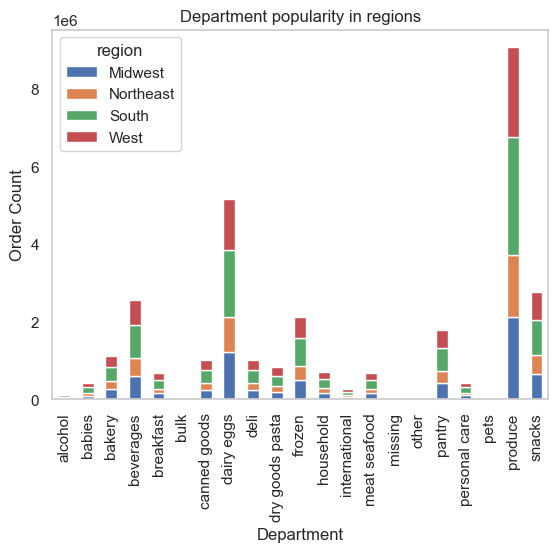 Department popularity in regions
1e6
region
Midwest
Northeast
South
West
8
6
4
2
0
Order Count
alcohol
babies
bakery
beverages
breakfast
bulk
canned goods
dairy eggs
deli
dry goods pasta
frozen
household
international
meat seafood
missing
other
pantry
personal care
pets
produce
snacks
Department